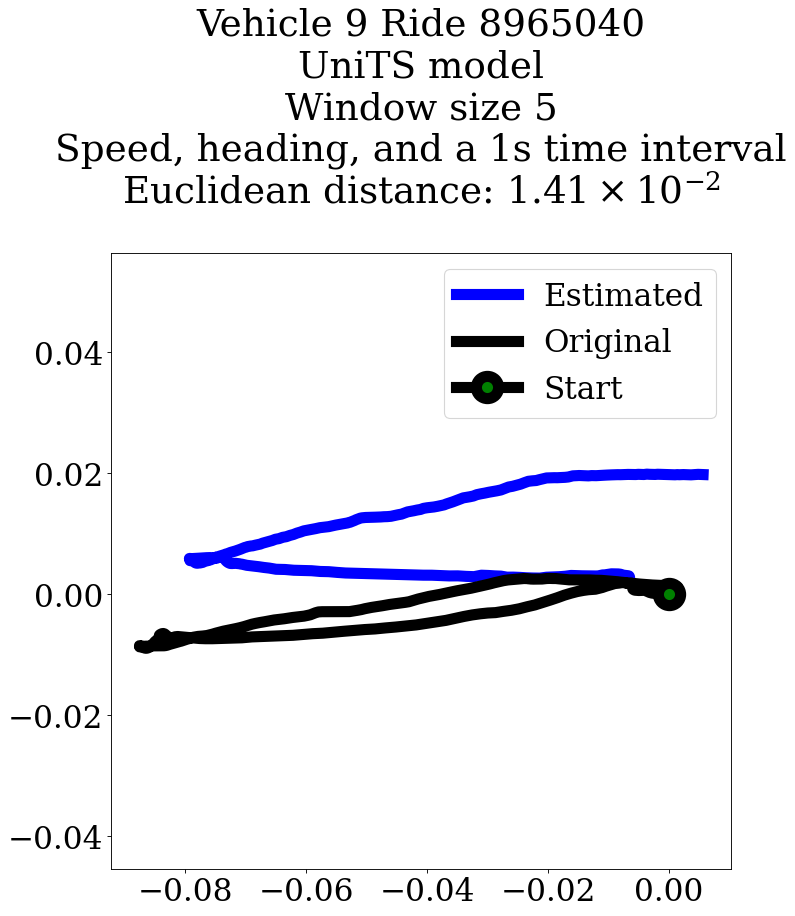 Vehicle 9 Ride 8965040
UniTS model
Window size 5
Speed, heading, and a 1s time interval
Euclidean distance: 1.41 × 10⁻²
Estimated
Original
Start
0.04
0.02
0.00
−0.02
−0.04
−0.08 −0.06 −0.04 −0.02 0.00